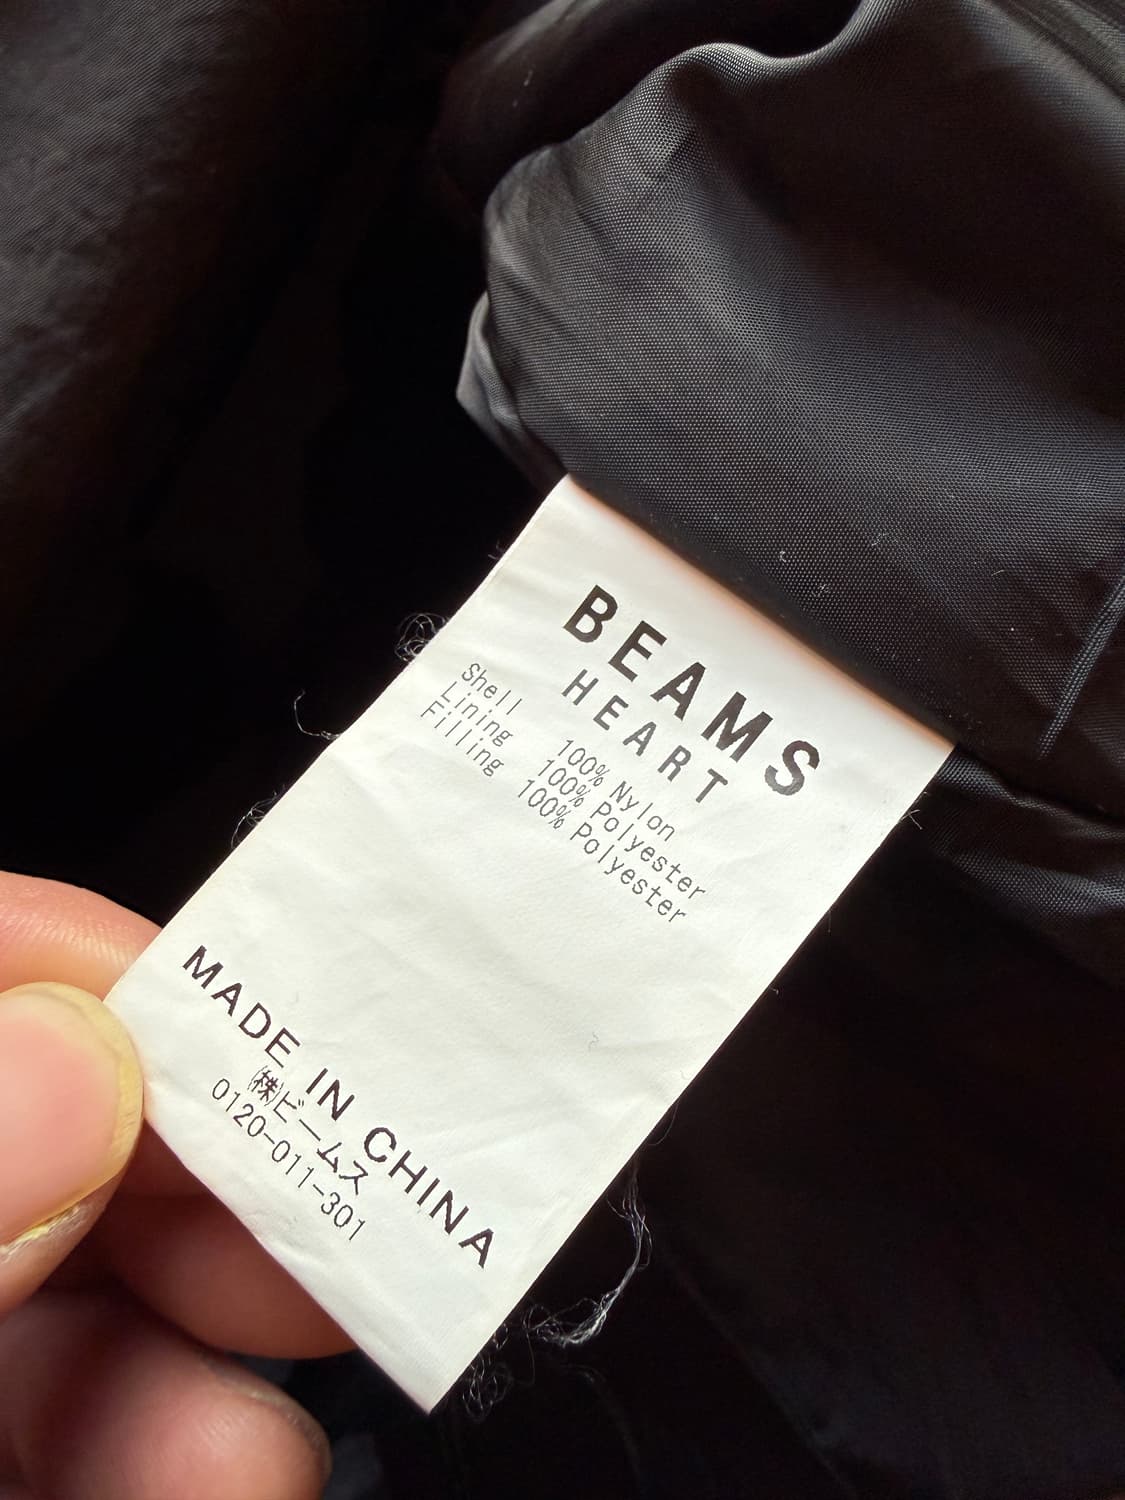 BEAMS
HEART
Shell 100% Nylon
Lining 100% Polyester
Filling 100% Polyester
MADE IN CHINA
㈱ビームス
0120-011-301